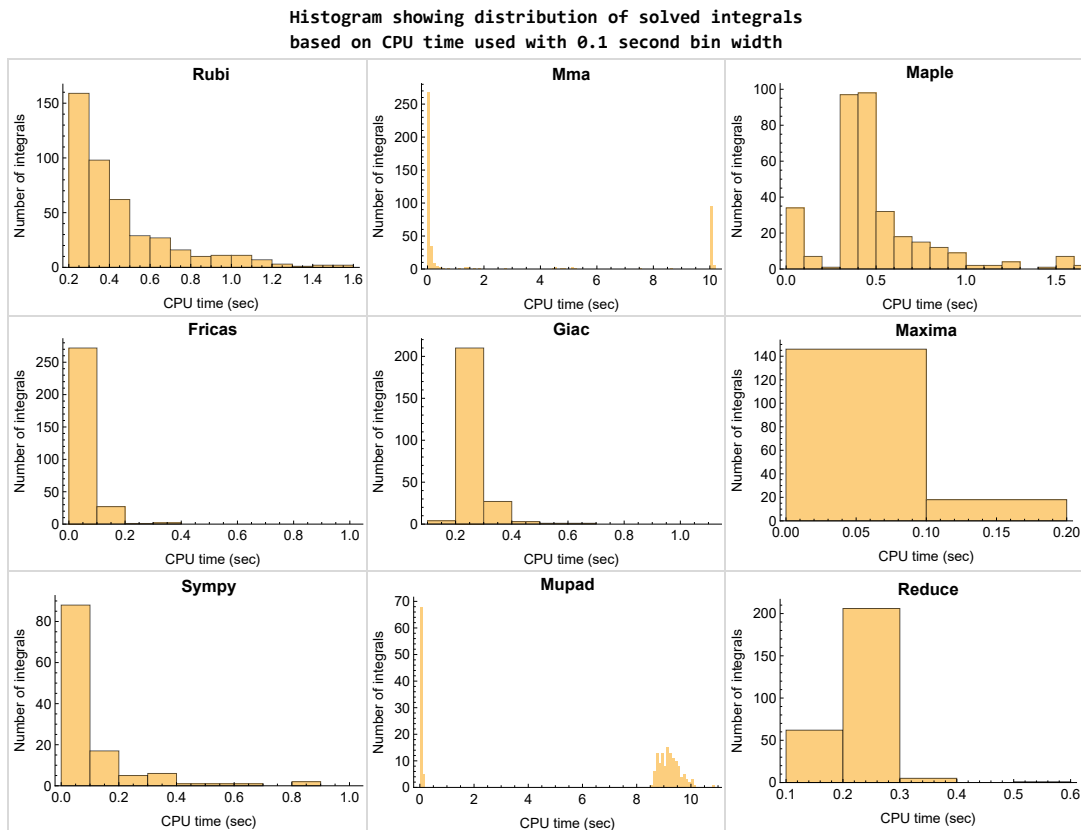 Histogram showing distribution of solved integrals
based on CPU time used with 0.1 second bin width
Rubi
Number of integrals
150
100
50
0
0.2 0.4 0.6 0.8 1.0 1.2 1.4 1.6
CPU time (sec)
Mma
Number of integrals
250
200
150
100
50
0
0 2 4 6 8 10
CPU time (sec)
Maple
Number of integrals
100
80
60
40
20
0
0.0 0.5 1.0 1.5
CPU time (sec)
Fricas
Number of integrals
250
200
150
100
50
0
0.0 0.2 0.4 0.6 0.8 1.0
CPU time (sec)
Giac
Number of integrals
200
150
100
50
0
0.2 0.4 0.6 0.8 1.0
CPU time (sec)
Maxima
Number of integrals
140
120
100
80
60
40
20
0
0.00 0.05 0.10 0.15 0.20
CPU time (sec)
Sympy
Number of integrals
80
60
40
20
0
0.0 0.2 0.4 0.6 0.8 1.0
CPU time (sec)
Mupad
Number of integrals
70
60
50
40
30
20
10
0
0 2 4 6 8 10
CPU time (sec)
Reduce
Number of integrals
200
150
100
50
0
0.1 0.2 0.3 0.4 0.5 0.6
CPU time (sec)